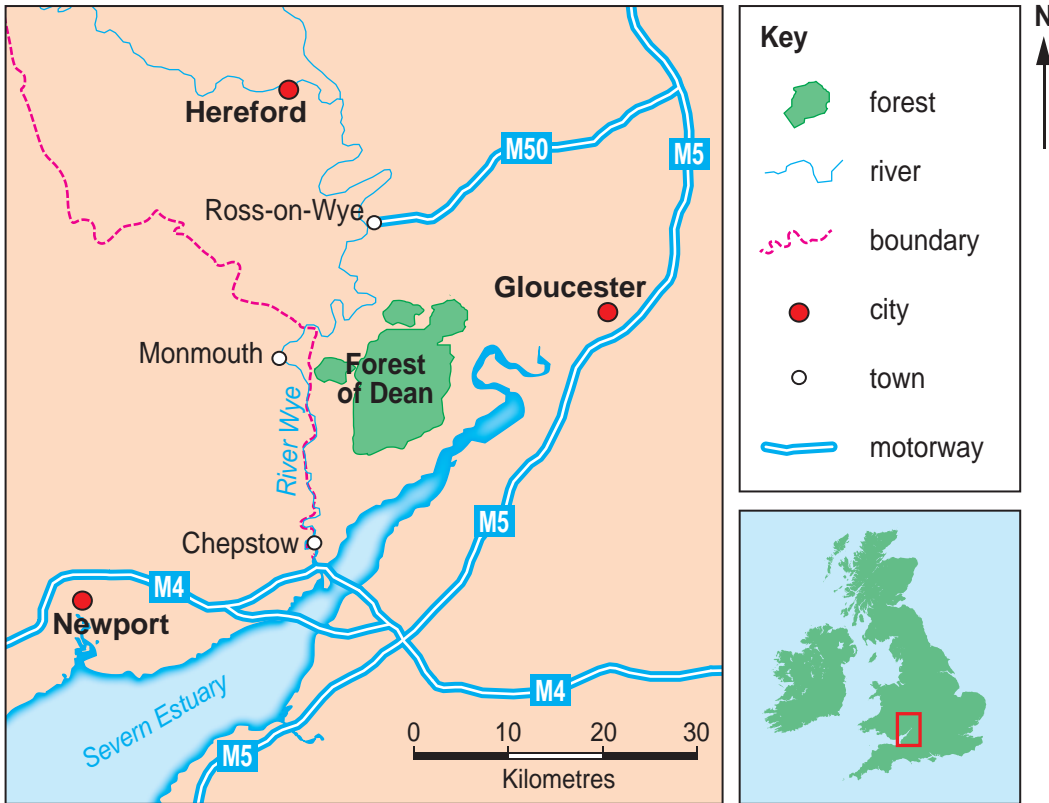 Hereford
M50
M5
Ross-on-Wye
Gloucester
Monmouth
Forest
of Dean
River Wye
M5
Chepstow
M4
Newport
Severn Estuary
M4
M5
0 10 20 30
Kilometres
Key
forest
river
boundary
city
town
motorway
N